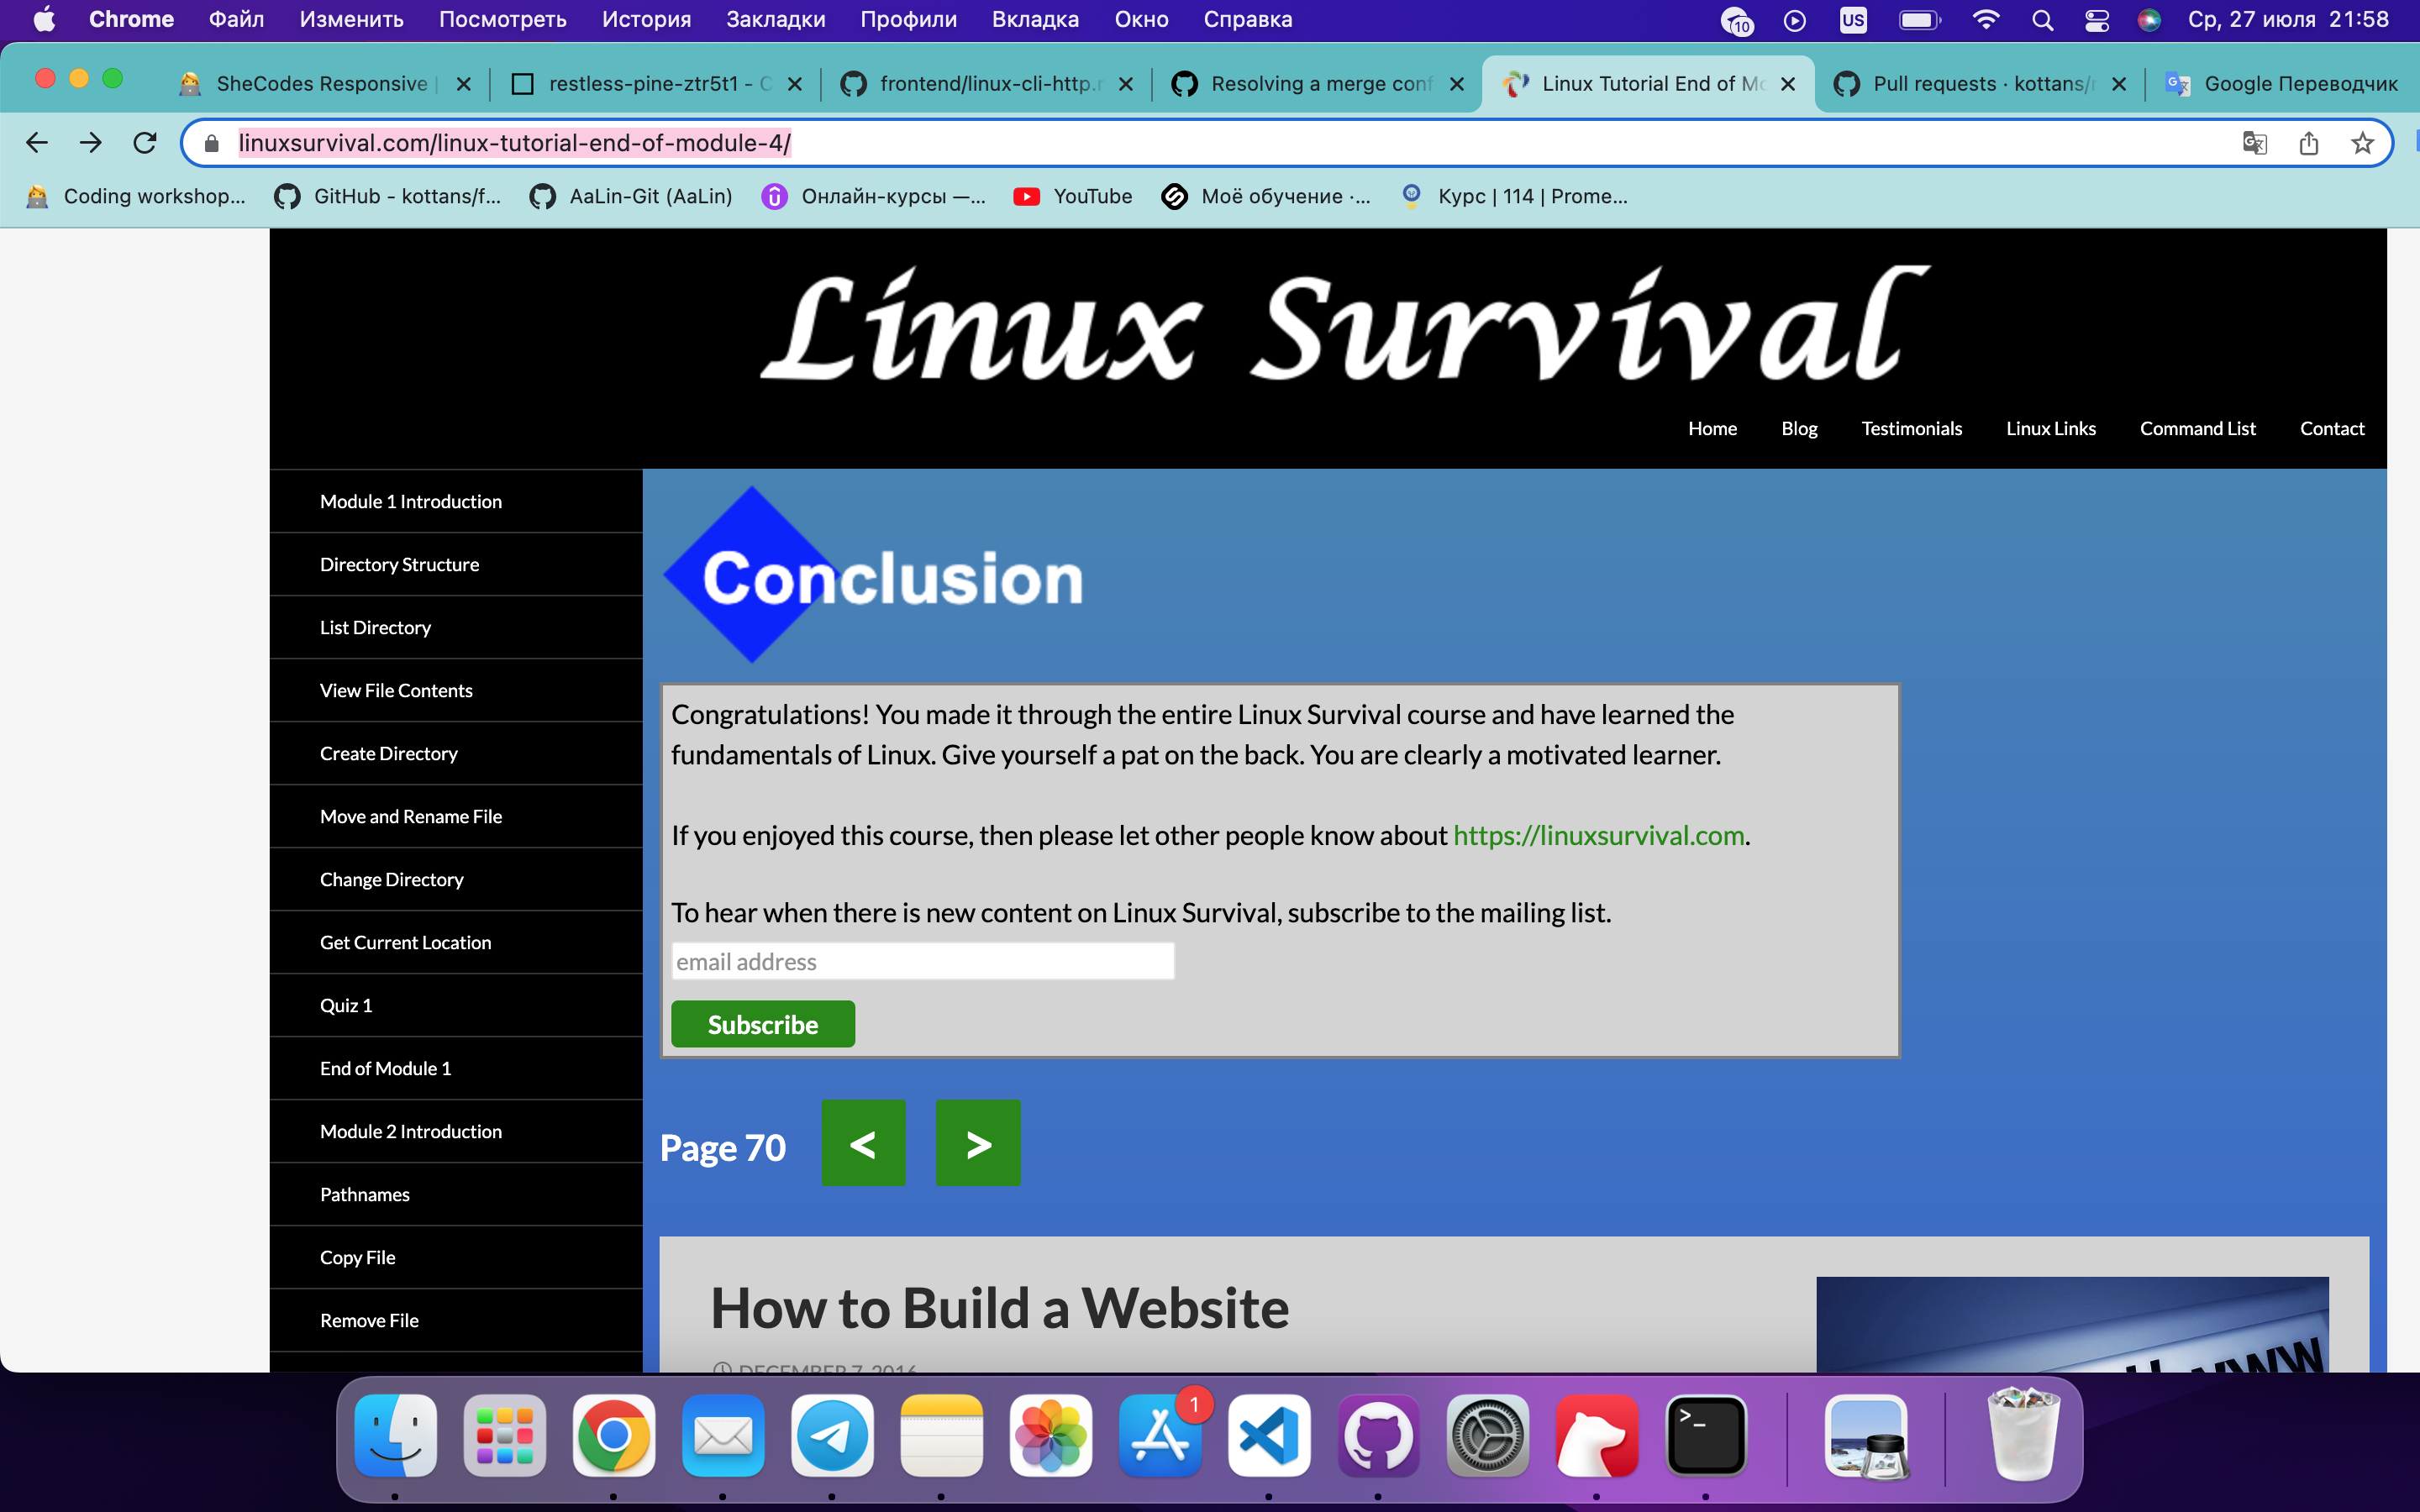 Chrome Файл Изменить Посмотреть История Закладки Профили Вкладка Окно Справка 10 US Ср, 27 июля 21:58
SheCodes Responsive restless-pine-ztr5t1 - C frontend/linux-cli-http. Resolving a merge conf Linux Tutorial End of Mo Pull requests · kottans/ Google Переводчик
linuxsurvival.com/linux-tutorial-end-of-module-4/
Coding workshop... GitHub - kottans/f... AaLin-Git (AaLin) Онлайн-курсы —... YouTube Моё обучение ·... Курс | 114 | Prome...
Linux Survival
Home Blog Testimonials Linux Links Command List Contact
Module 1 Introduction
Directory Structure
List Directory
View File Contents
Create Directory
Move and Rename File
Change Directory
Get Current Location
Quiz 1
End of Module 1
Module 2 Introduction
Pathnames
Copy File
Remove File
Conclusion
Congratulations! You made it through the entire Linux Survival course and have learned the
fundamentals of Linux. Give yourself a pat on the back. You are clearly a motivated learner.
If you enjoyed this course, then please let other people know about https://linuxsurvival.com.
To hear when there is new content on Linux Survival, subscribe to the mailing list.
email address
Subscribe
Page 70 < >
How to Build a Website
DECEMBER 7, 2016
www
1
>_